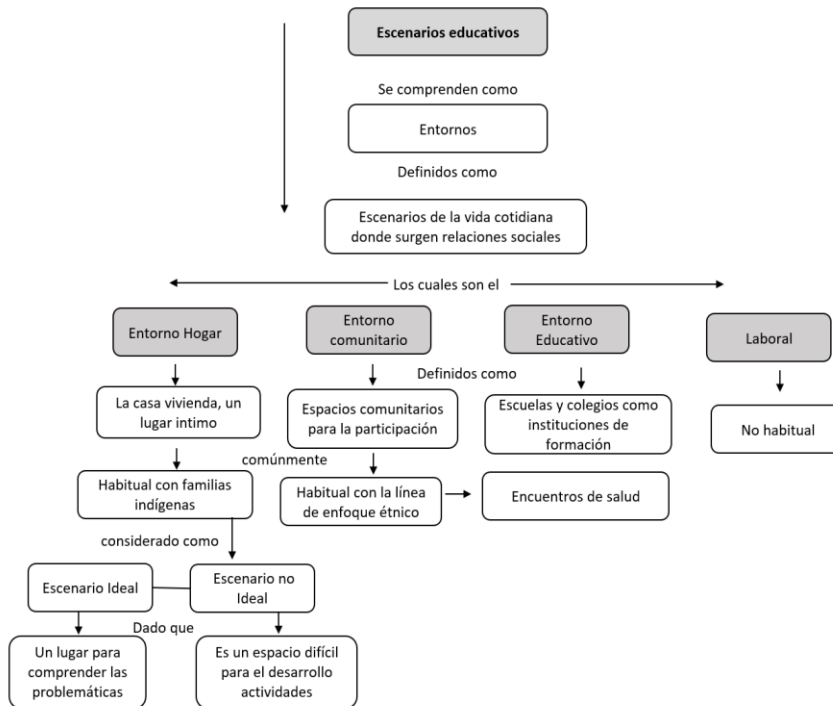 Escenarios educativos
Se comprenden como
Entornos
Definidos como
Escenarios de la vida cotidiana
donde surgen relaciones sociales
Los cuales son el
Entorno Hogar
Entorno
comunitario
Entorno
Educativo
Laboral
Definidos como
La casa vivienda, un
lugar intimo
Espacios comunitarios
para la participación
Escuelas y colegios como
instituciones de
formación
No habitual
comúnmente
Habitual con familias
indígenas
Habitual con la línea
de enfoque étnico
Encuentros de salud
considerado como
Escenario Ideal
Escenario no
Ideal
Dado que
Un lugar para
comprender las
problemáticas
Es un espacio difícil
para el desarrollo
actividades